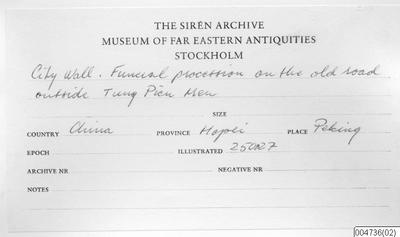 THE SIRÉN ARCHIVE
MUSEUM OF FAR EASTERN ANTIQUITIES
STOCKHOLM
City Wall. Funeral procession on the old road
outside Tung Pien Men
SIZE
COUNTRY China PROVINCE Hopei PLACE Peking
EPOCH ILLUSTRATED 25027
ARCHIVE NR NEGATIVE NR
NOTES
004736(02)